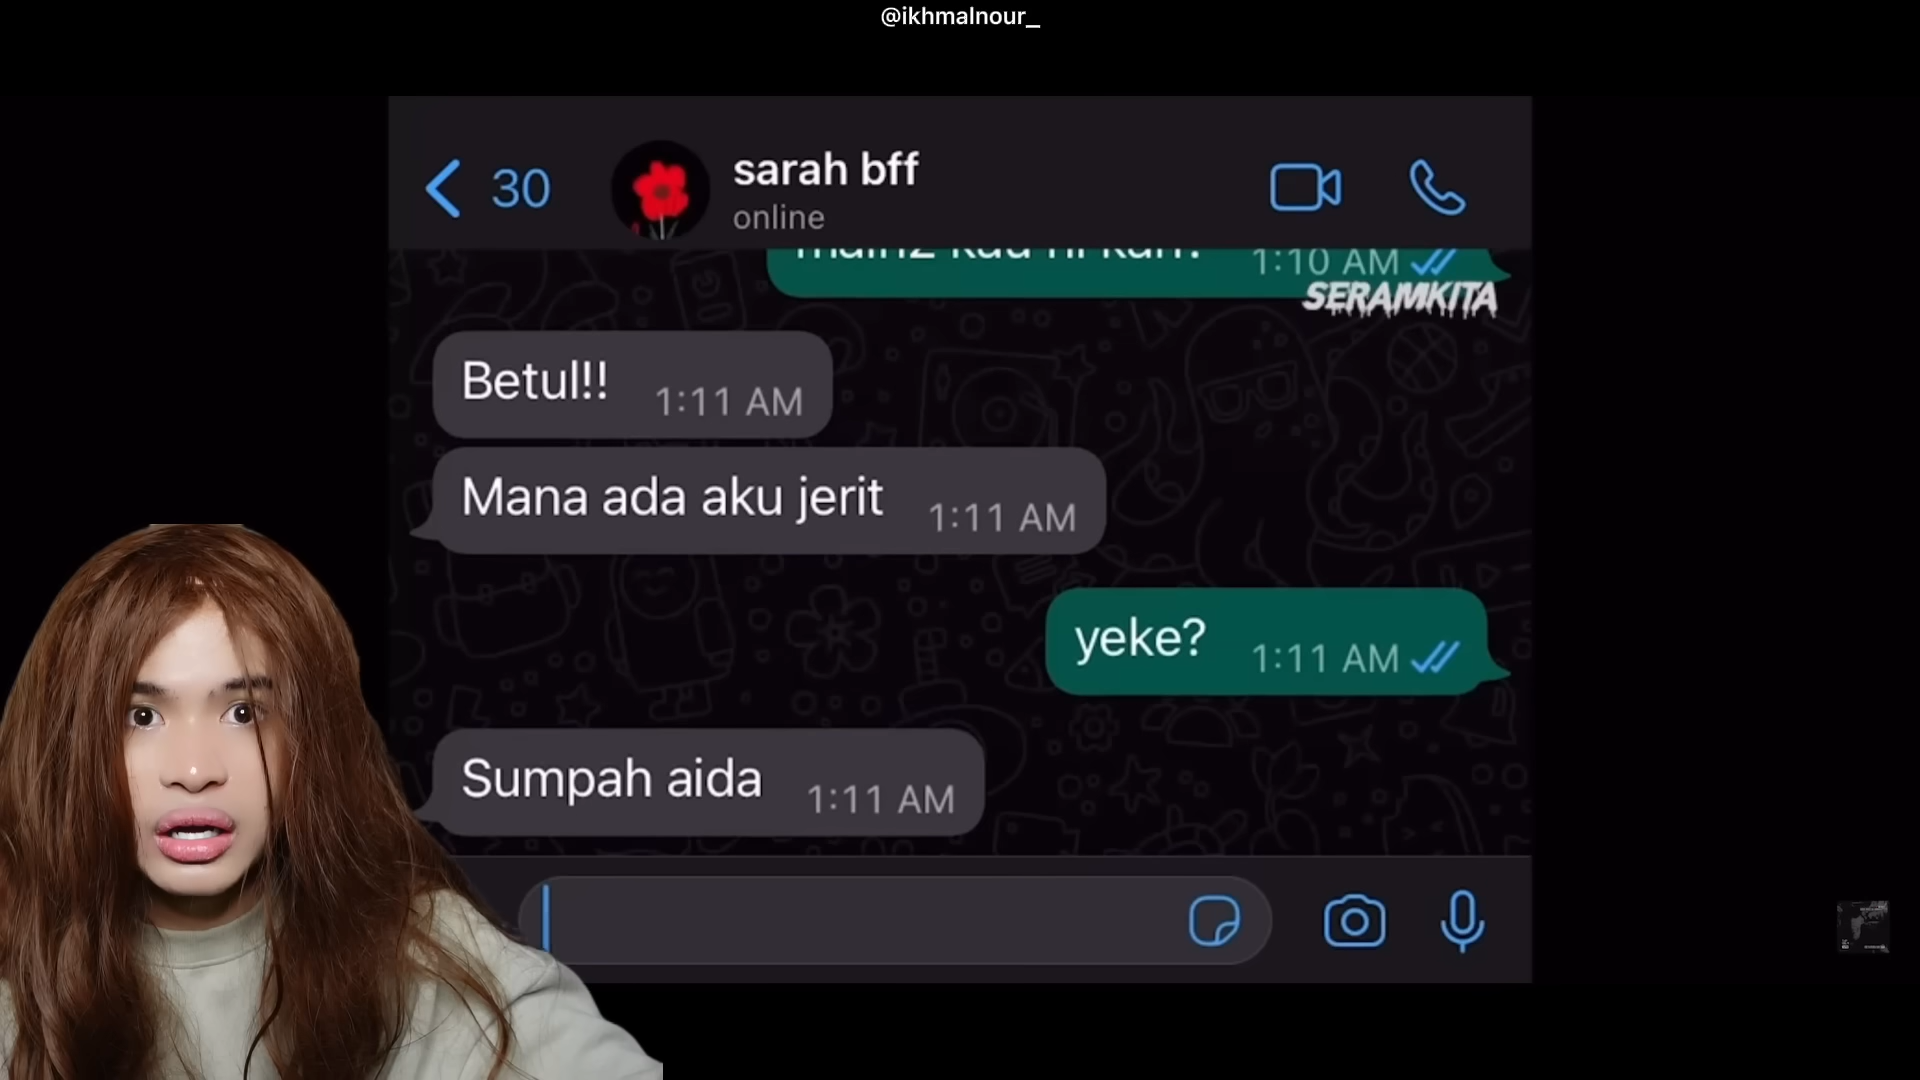 @ikhmalnour_
30
sarah bff
online
1:10 AM
SERAMKITA
Betul!! 1:11 AM
Mana ada aku jerit 1:11 AM
yeke? 1:11 AM
Sumpah aida 1:11 AM